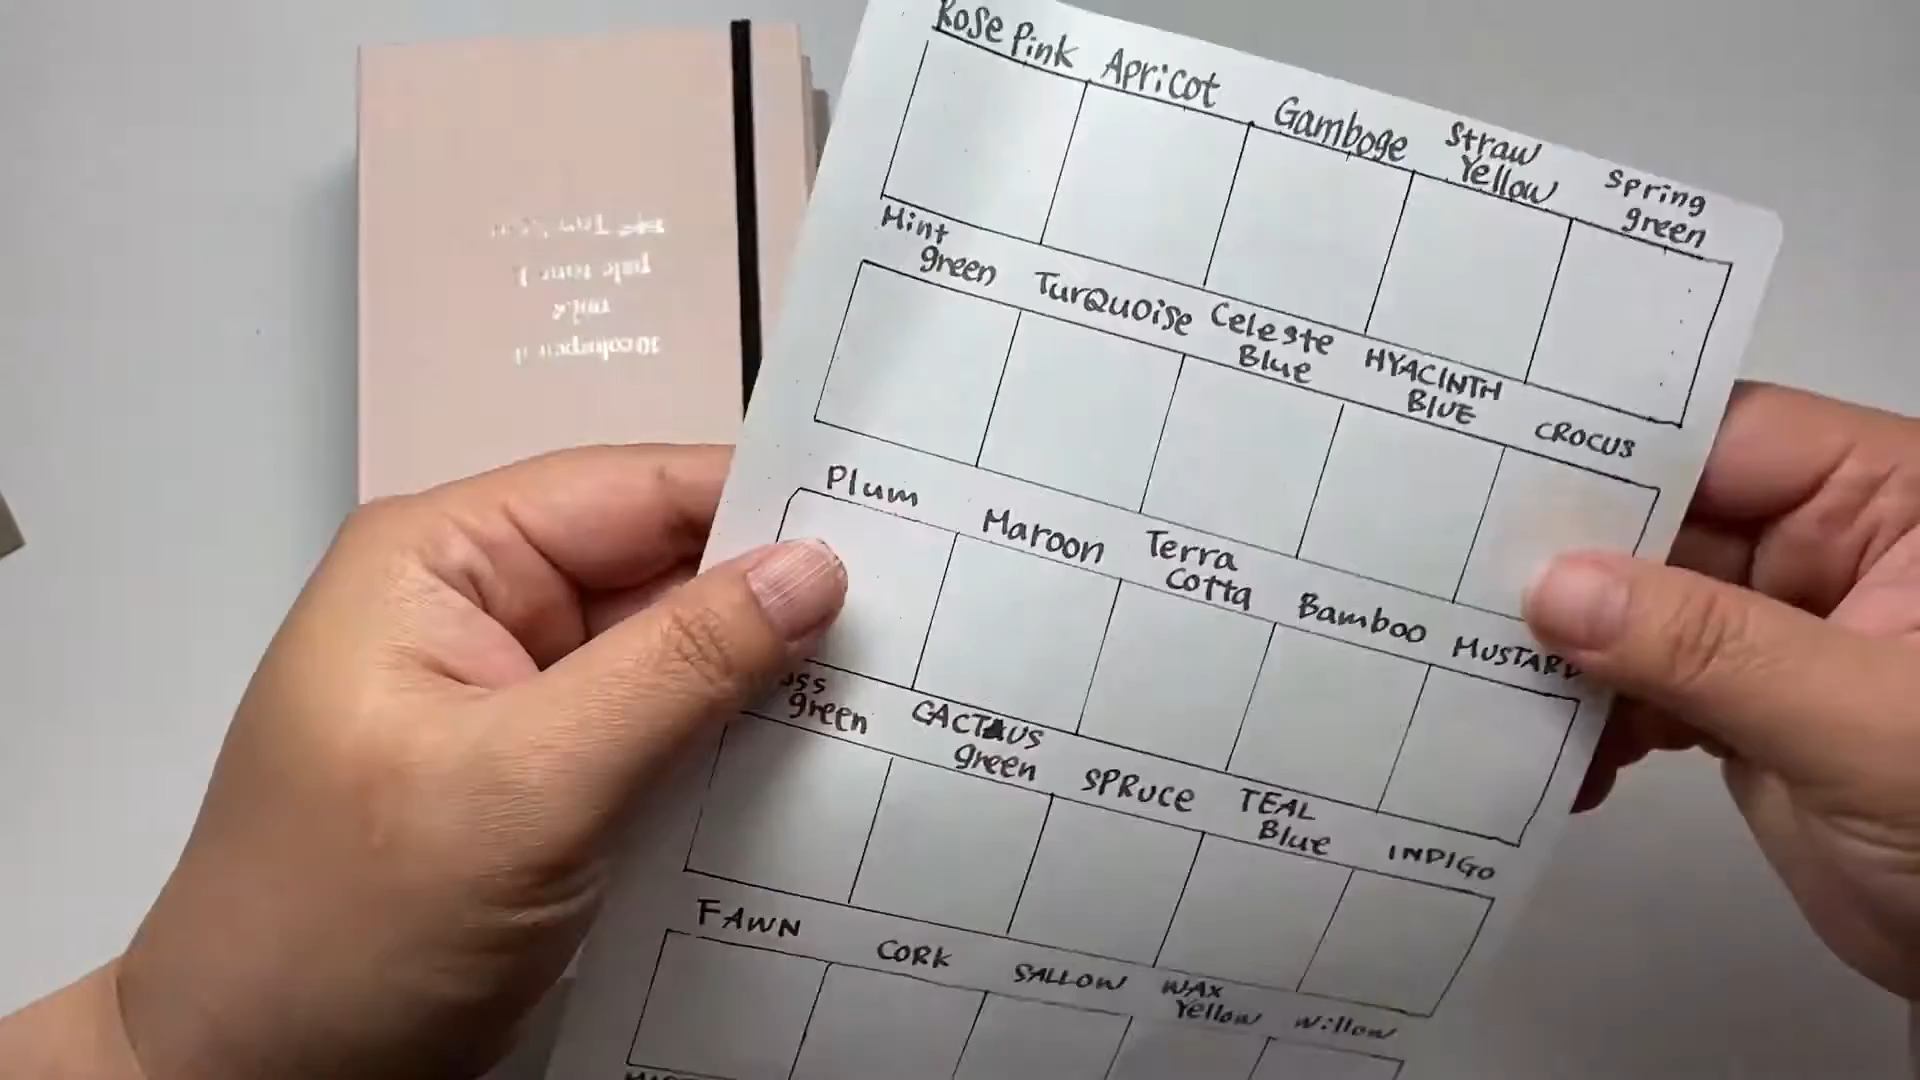 Rose Pink Apricot Gamboge Straw Yellow Spring green
Mint green TurQuoise Celeste Blue HYACINTH BLUE CROCUS
Plum Maroon Terra Cotta Bamboo MUSTARD
green CACTUS green SPRuce TEAL Blue INDIGO
FAWN CORK SALLOW WAX Yellow Willow